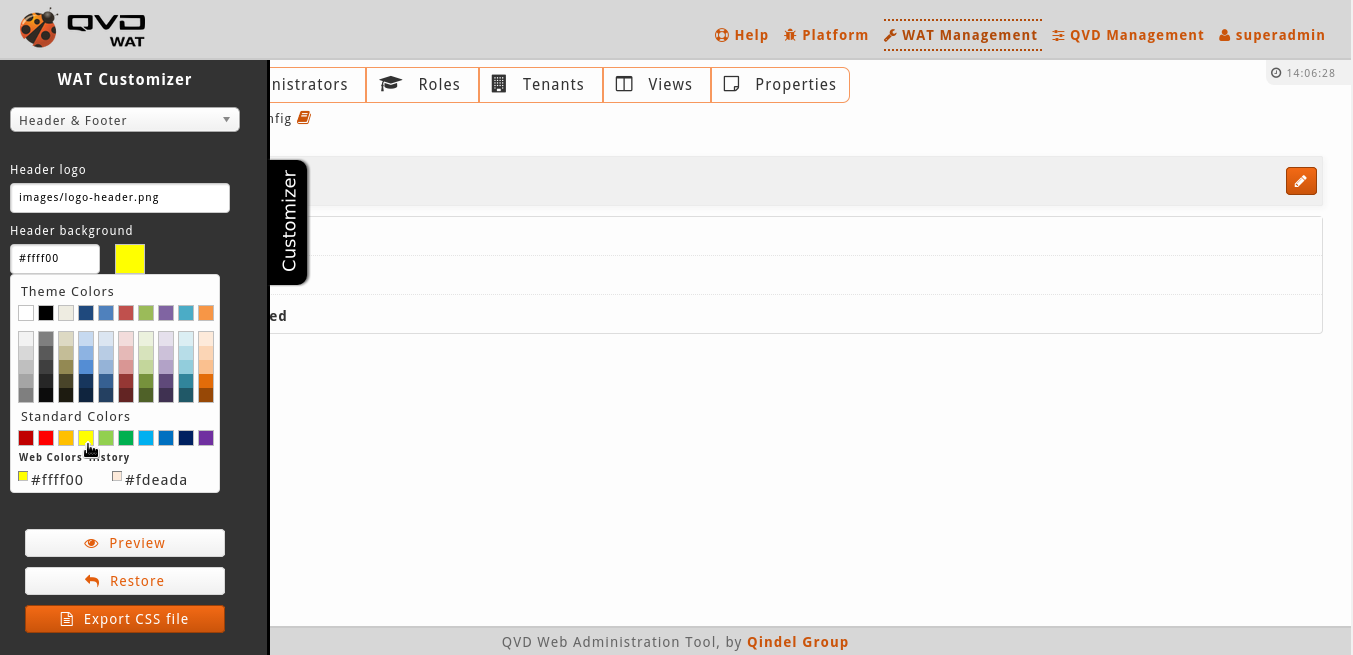 QVD
WAT
Help
Platform
WAT Management
QVD Management
superadmin
WAT Customizer
nistrators
Roles
Tenants
Views
Properties
14:06:28
Header & Footer
nfig
Header logo
images/logo-header.png
Customizer
Header background
#ffff00
Theme Colors
ed
Standard Colors
Web Colors History
#ffff00
#fdeada
Preview
Restore
Export CSS file
QVD Web Administration Tool, by Qindel Group